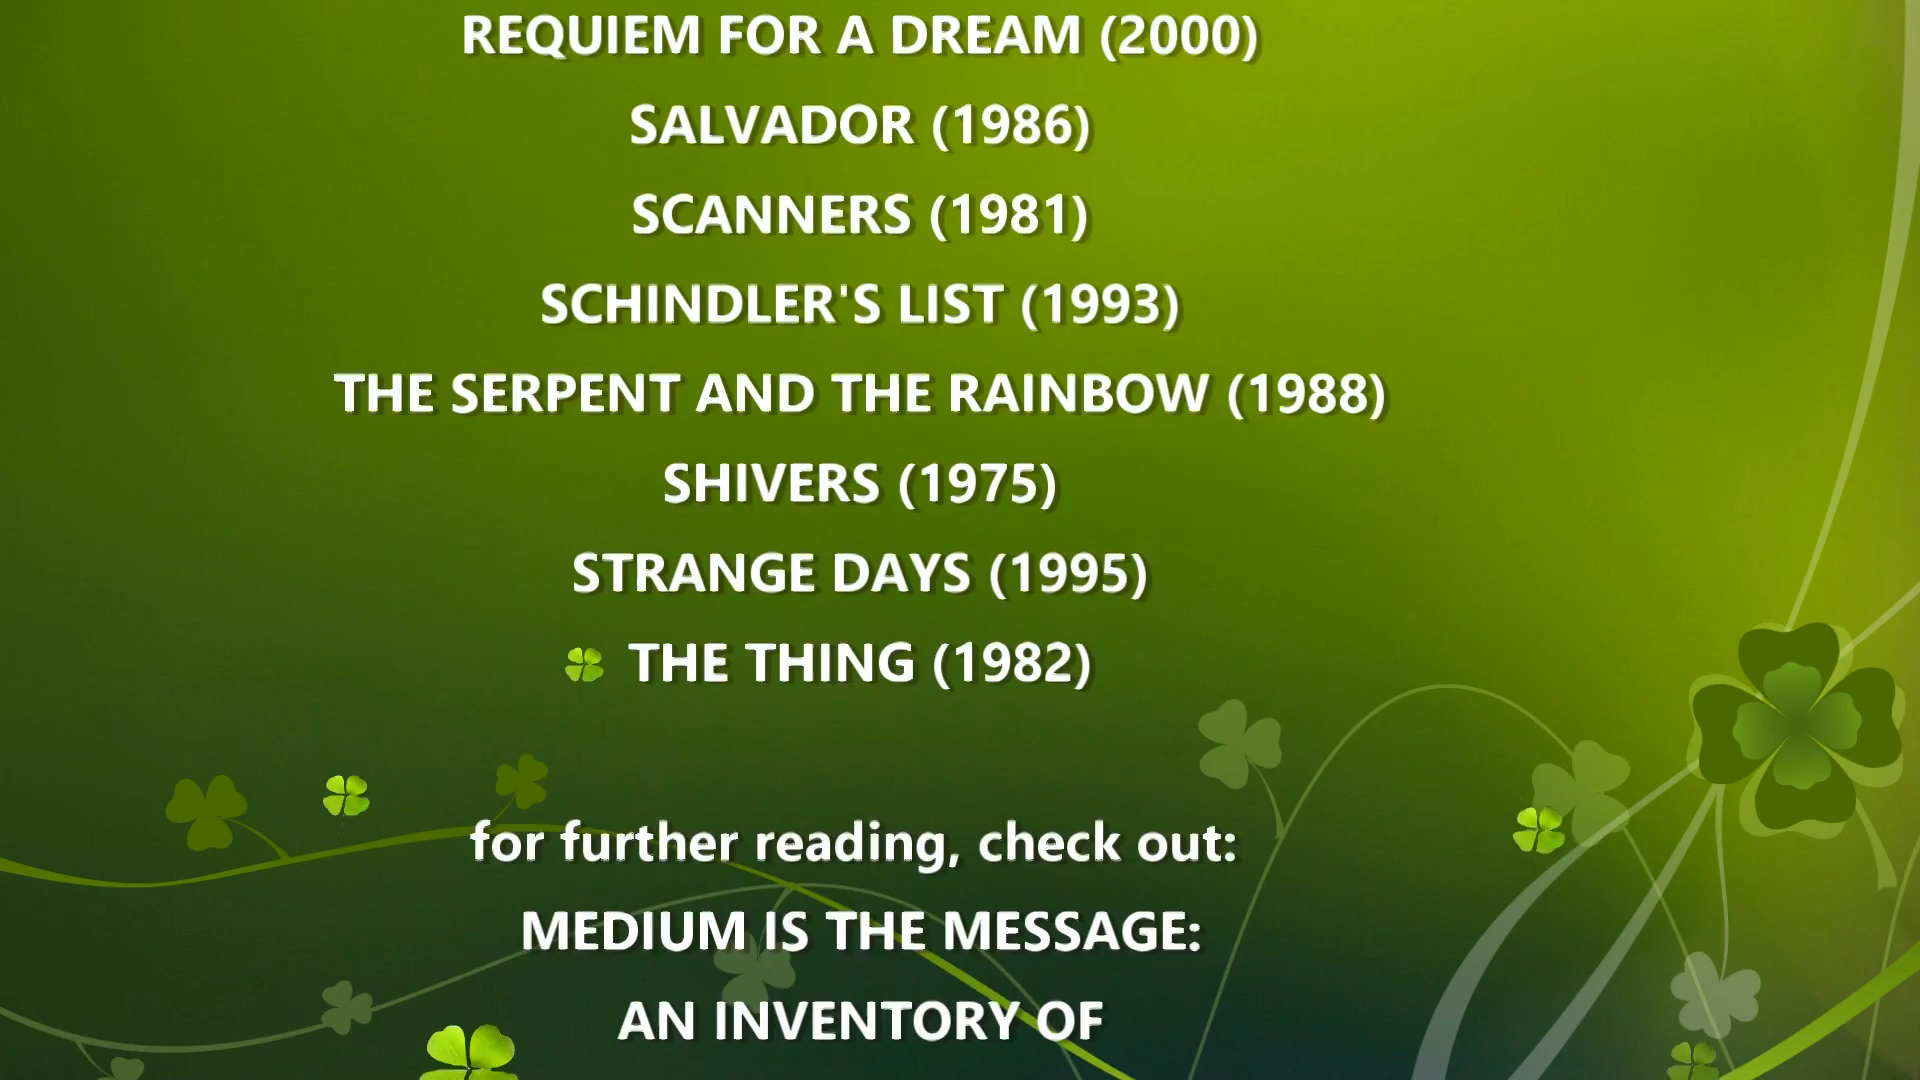 REQUIEM FOR A DREAM (2000)
SALVADOR (1986)
SCANNERS (1981)
SCHINDLER'S LIST (1993)
THE SERPENT AND THE RAINBOW (1988)
SHIVERS (1975)
STRANGE DAYS (1995)
THE THING (1982)
for further reading, check out:
MEDIUM IS THE MESSAGE:
AN INVENTORY OF